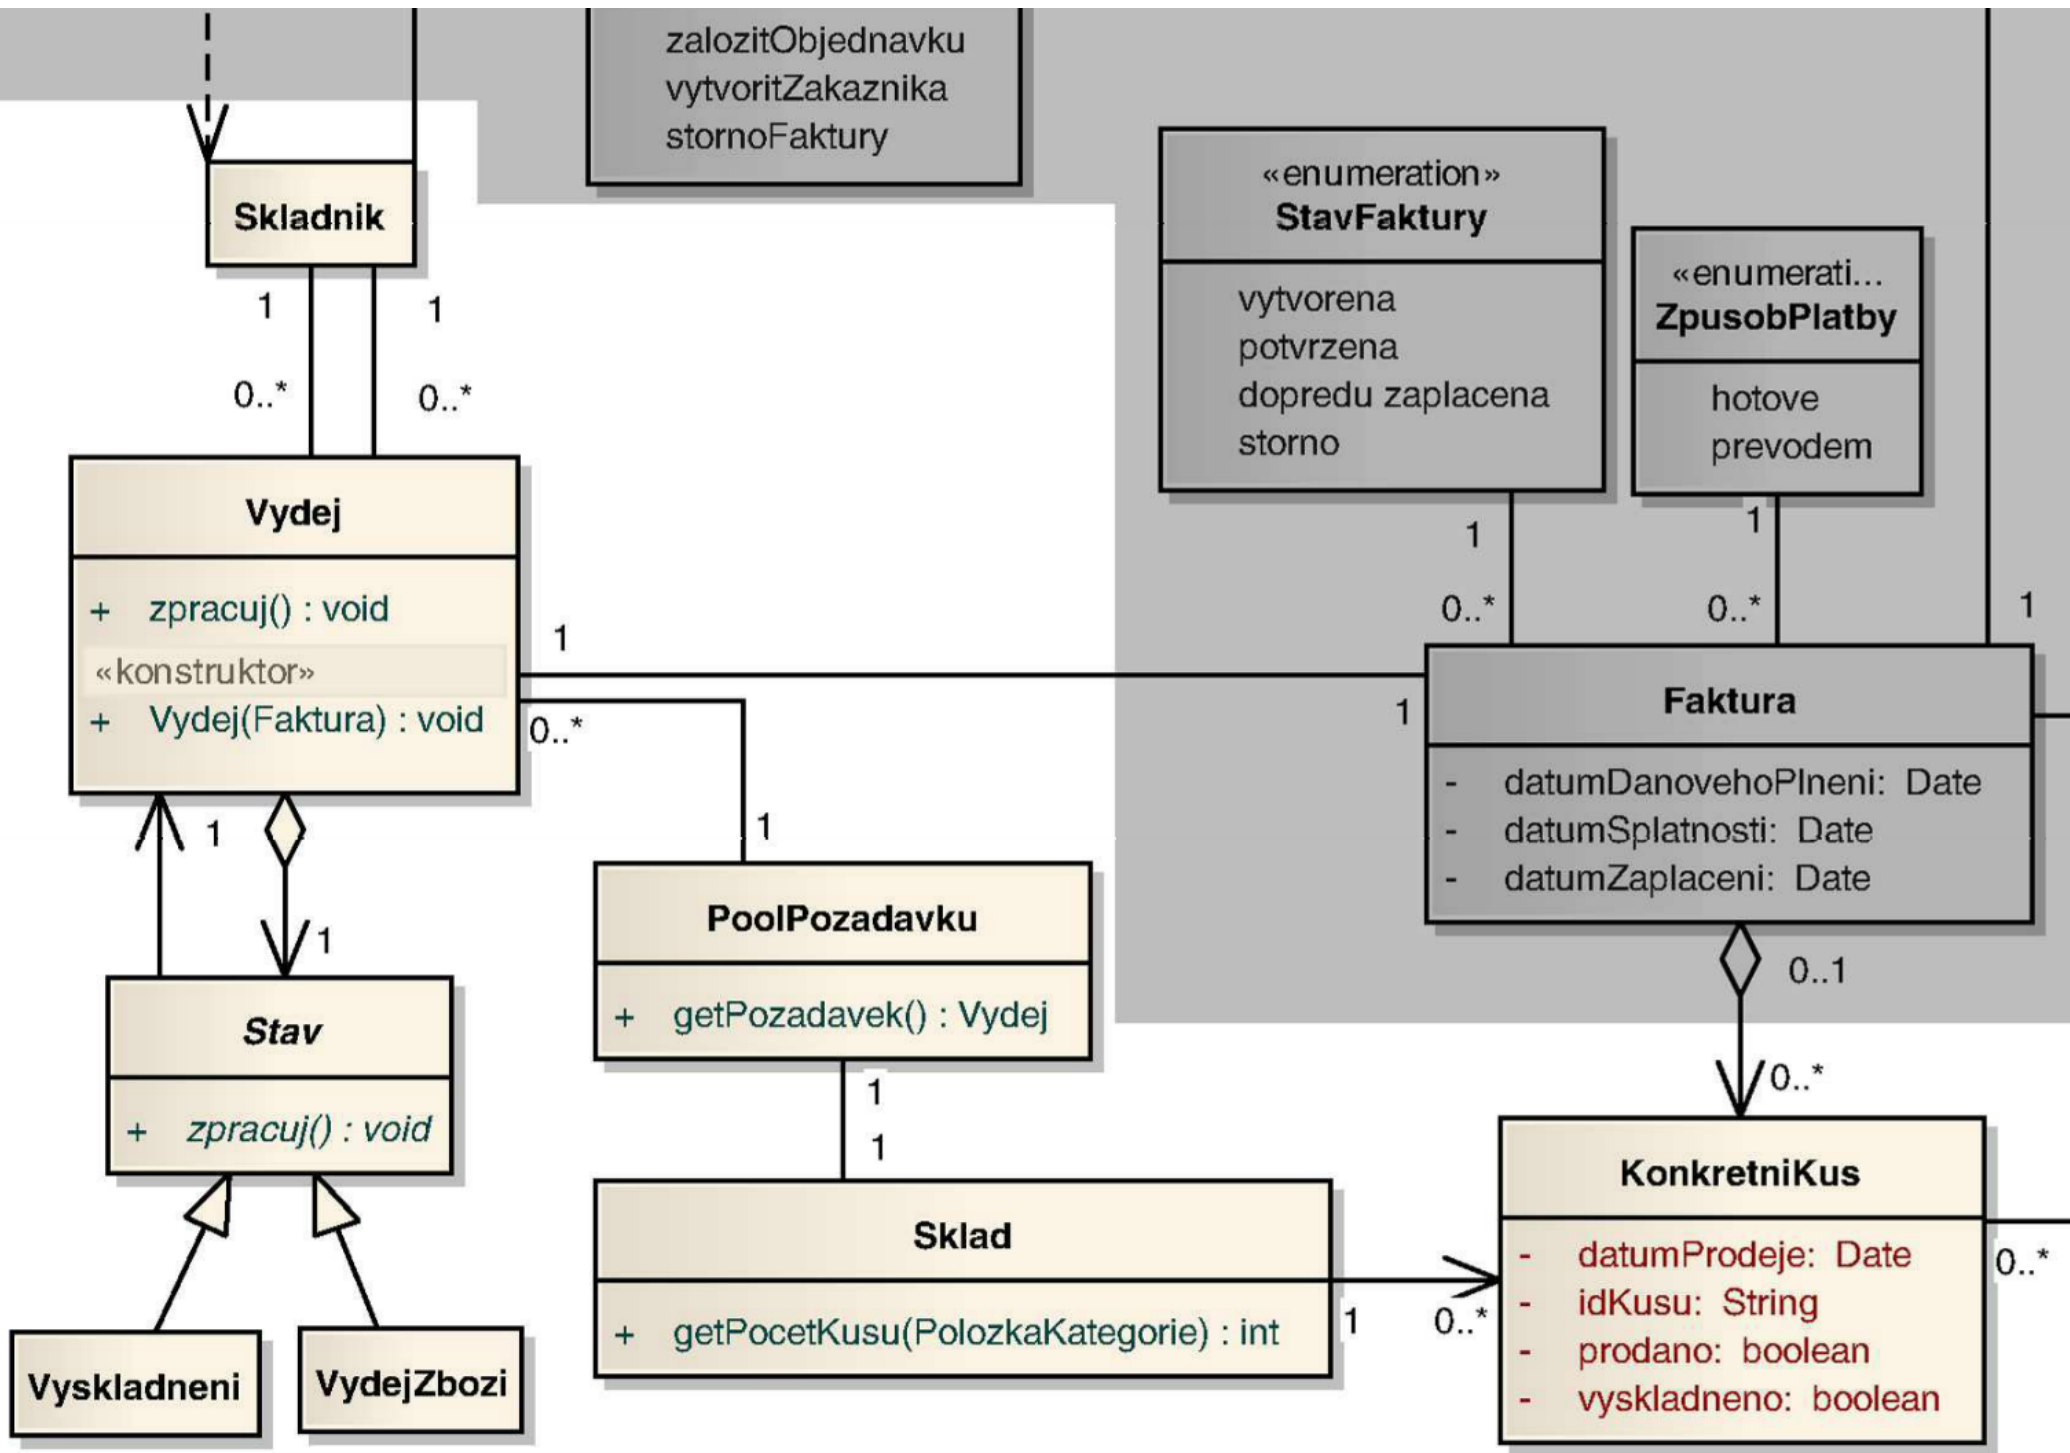 zalozitObjednavku
vytvoritZakaznika
stornoFaktury
Skladnik
1
1
0..*
0..*
«enumeration»
StavFaktury
vytvorena
potvrzena
dopredu zaplacena
storno
«enumerati...
ZpusobPlatby
hotove
prevodem
1
0..*
1
0..*
1
Vydej
+ zpracuj() : void
«konstruktor»
+ Vydej(Faktura) : void
1
1
0..*
1
Faktura
- datumDanovehoPlneni: Date
- datumSplatnosti: Date
- datumZaplaceni: Date
1
1
Stav
+ zpracuj() : void
PoolPozadavku
+ getPozadavek() : Vydej
1
1
0..1
0..*
Vyskladneni
VydejZbozi
Sklad
+ getPocetKusu(PolozkaKategorie) : int
1
0..*
KonkretniKus
- datumProdeje: Date
- idKusu: String
- prodano: boolean
- vyskladneno: boolean
0..*